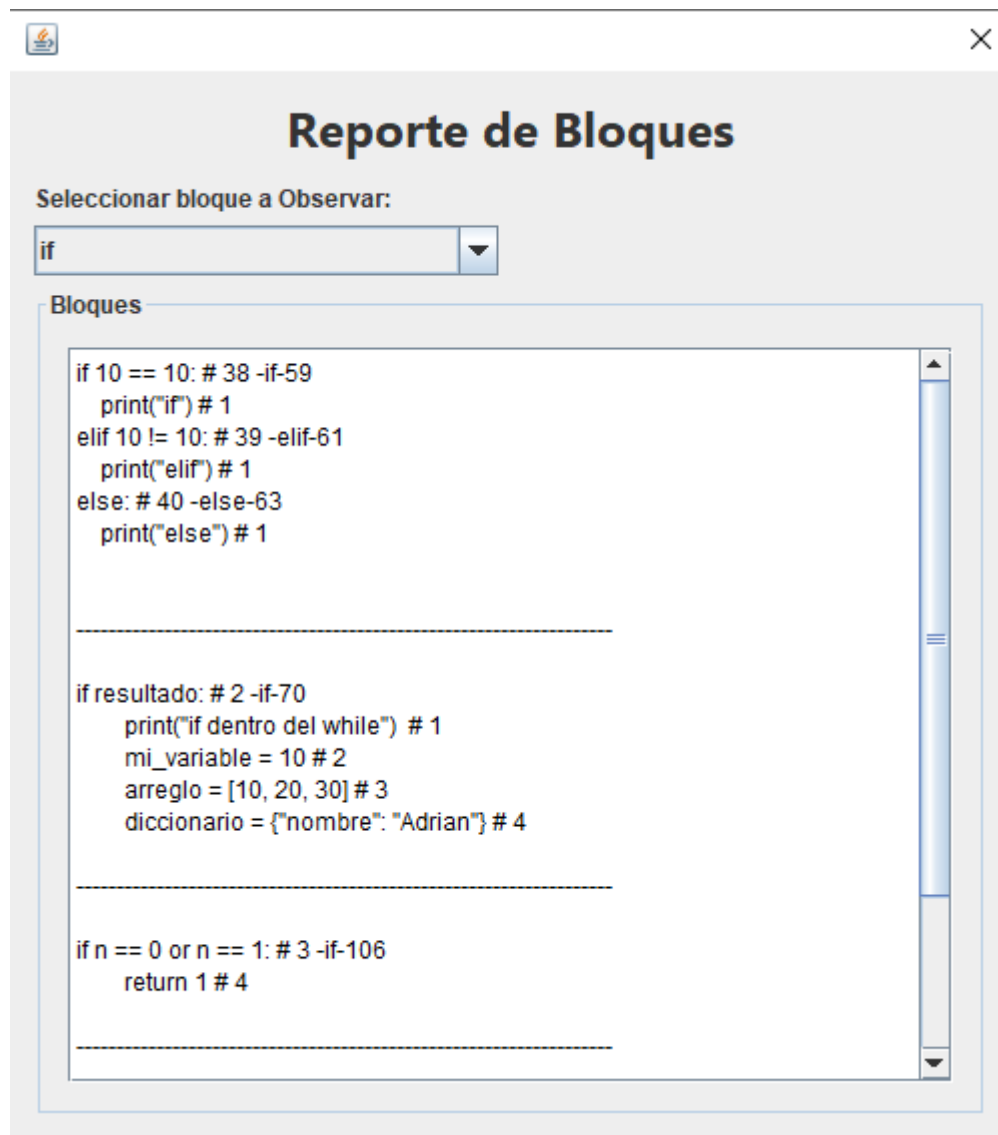 Reporte de Bloques
Seleccionar bloque a Observar:
if
Bloques
if 10 == 10: # 38 -if-59
print("if") # 1
elif 10 != 10: # 39 -elif-61
print("elif") # 1
else: # 40 -else-63
print("else") # 1
-------------------------------------------------------------------
if resultado: # 2 -if-70
print("if dentro del while")  # 1
mi_variable = 10 # 2
arreglo = [10, 20, 30] # 3
diccionario = {"nombre": "Adrian"} # 4
-------------------------------------------------------------------
if n == 0 or n == 1: # 3 -if-106
return 1 # 4
-------------------------------------------------------------------